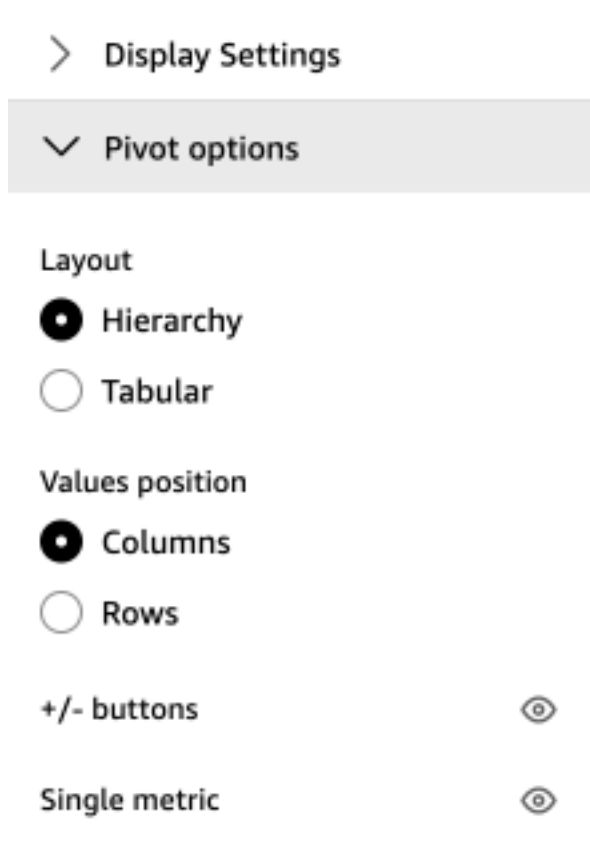 Display Settings
Pivot options
Layout
Hierarchy
Tabular
Values position
Columns
Rows
+/- buttons
Single metric